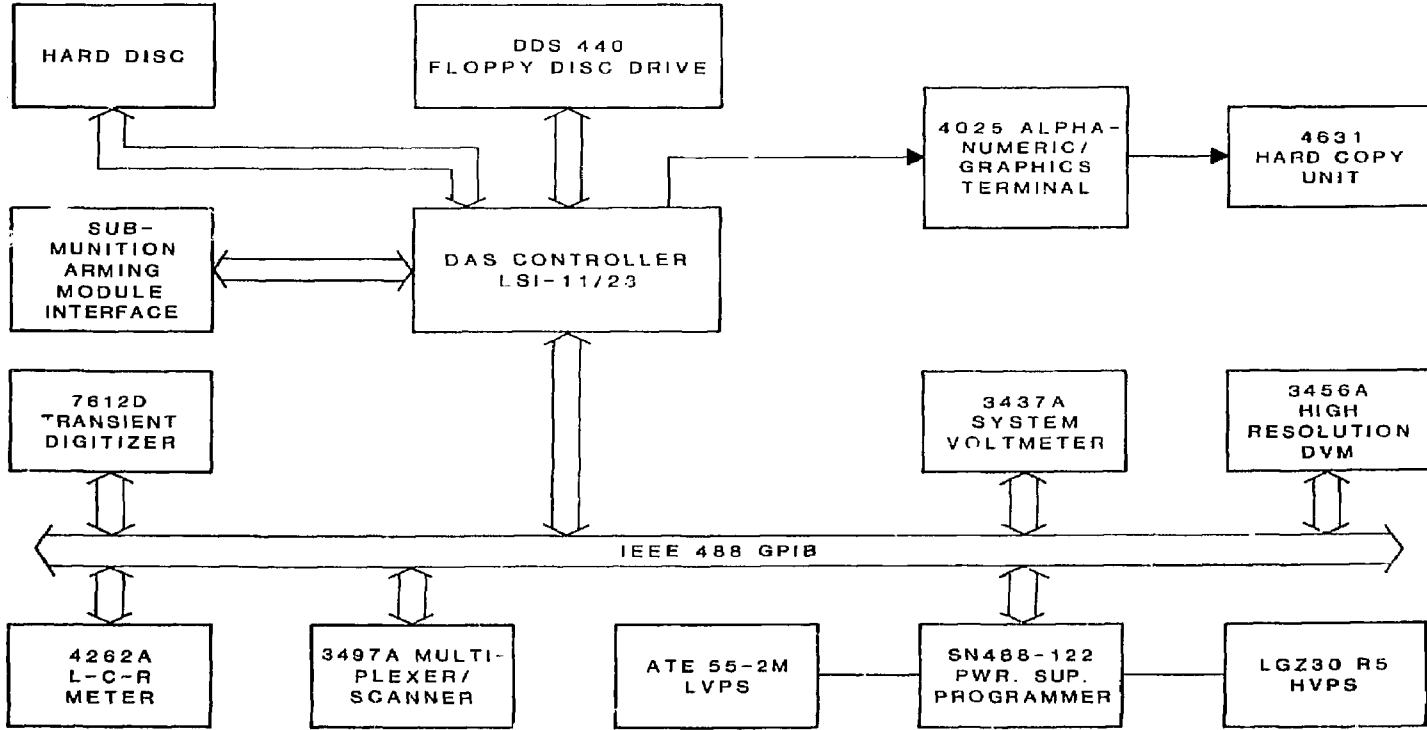 HARD DISC
DDS 440
FLOPPY DISC DRIVE
4025 ALPHA-
NUMERIC/
GRAPHICS
TERMINAL
4631
HARD COPY
UNIT
SUB-
MUNITION
ARMING
MODULE
INTERFACE
DAS CONTROLLER
LSI-11/23
7612D
TRANSIENT
DIGITIZER
3437A
SYSTEM
VOLTMETER
3456A
HIGH
RESOLUTION
DVM
IEEE 488 GPIB
4262A
L-C-R
METER
3497A MULTI-
PLEXER/
SCANNER
ATE 55-2M
LVPS
SN488-122
PWR. SUP.
PROGRAMMER
LGZ30 R5
HVPS